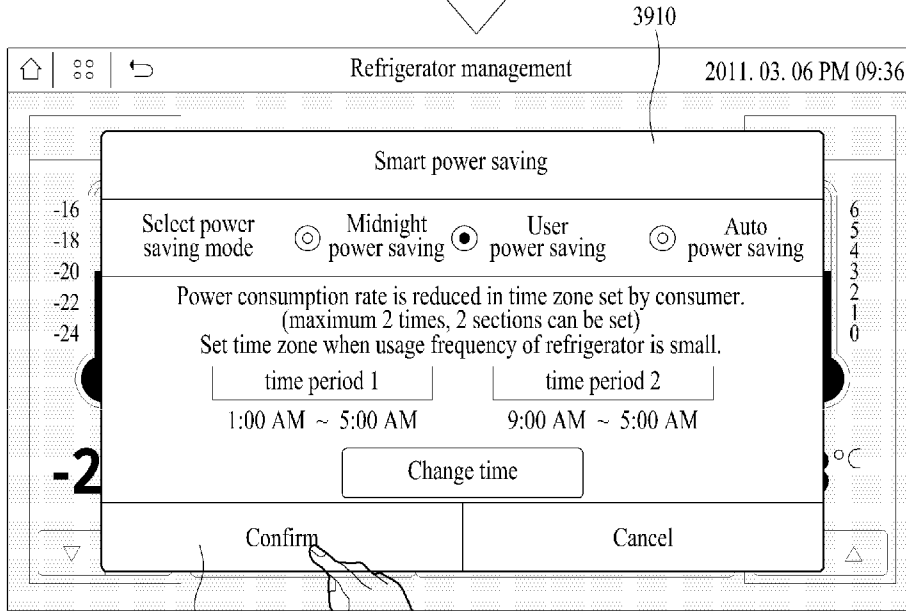 3910
Refrigerator management
2011. 03. 06 PM 09:36
Smart power saving
Select power
saving mode
Midnight
power saving
User
power saving
Auto
power saving
-16
-18
-20
-22
-24
6
5
4
3
2
1
0
Power consumption rate is reduced in time zone set by consumer.
(maximum 2 times, 2 sections can be set)
Set time zone when usage frequency of refrigerator is small.
time period 1
time period 2
1:00 AM ~ 5:00 AM
9:00 AM ~ 5:00 AM
Change time
-2
°C
Confirm
Cancel